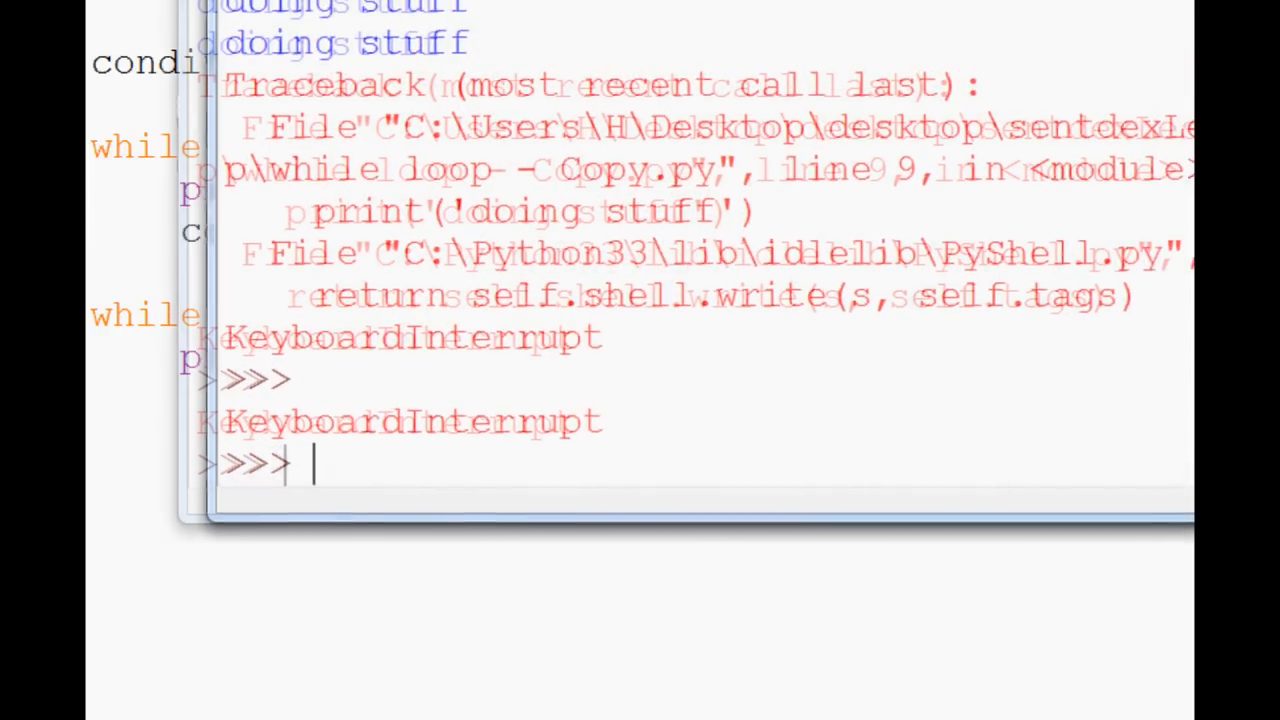 doing stuff
doing stuff
condi
Traceback (most recent call last):
File "C:\Users\H\Desktop\desktop\sentdexLe
while
p\while loop - Copy.py", line 9, in <module>
p
print('doing stuff')
c
File "C:\Python33\lib\idlelib\PyShell.py",
return self.shell.write(s, self.tags)
while
KeyboardInterrupt
p
>>>
KeyboardInterrupt
>>>